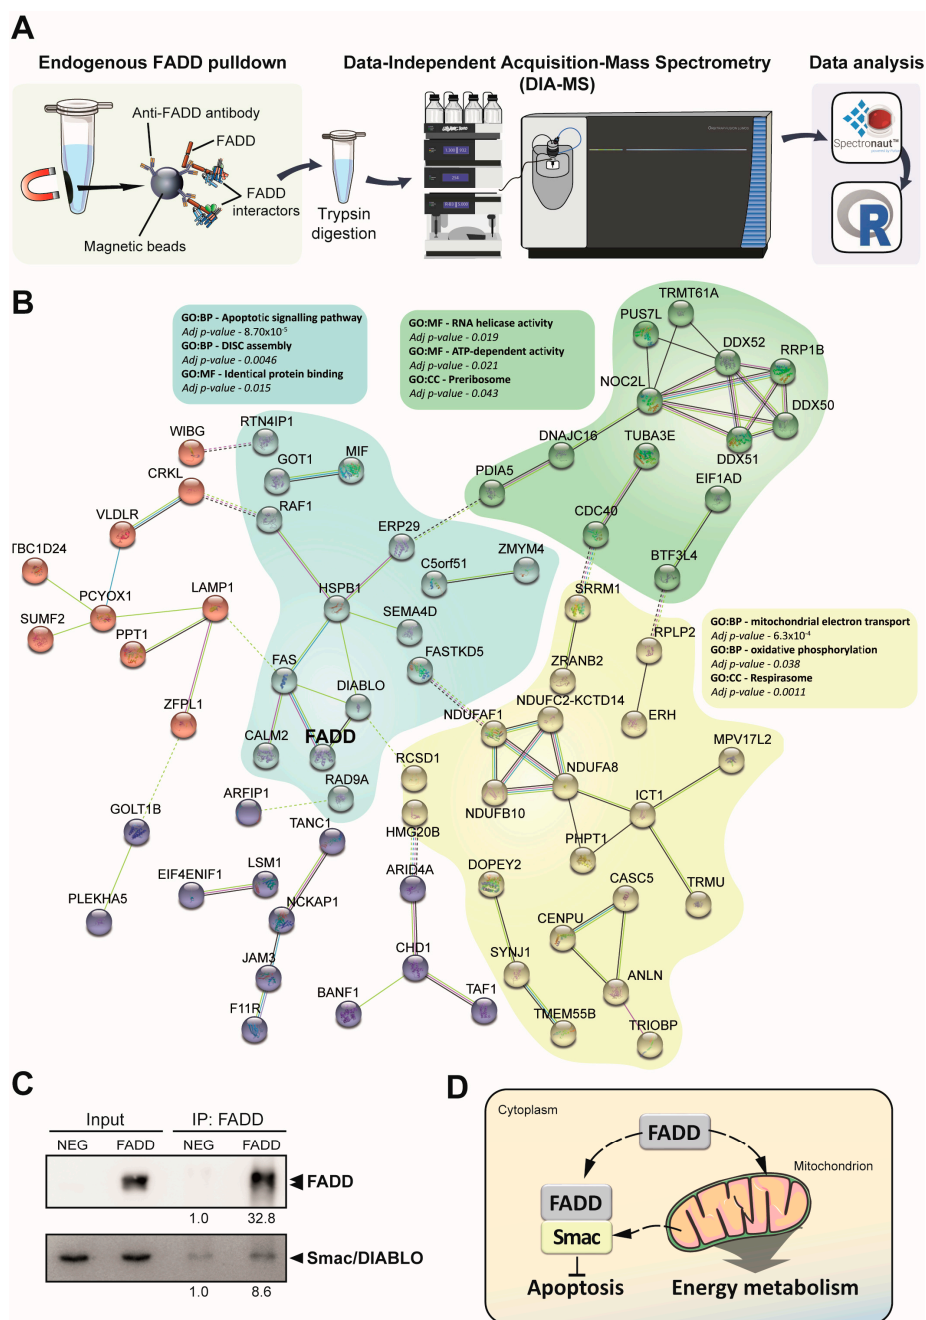 A
Endogenous FADD pulldown
Data-Independent Acquisition-Mass Spectrometry
(DIA-MS)
Data analysis
Anti-FADD antibody
FADD
FADD
interactors
Magnetic beads
Trypsin
digestion
Spectronaut™
R
B
GO:BP - Apoptotic signalling pathway
Adj p-value - 8.70x10-5
GO:BP - DISC assembly
Adj p-value - 0.0046
GO:MF - Identical protein binding
Adj p-value - 0.015
GO:MF - RNA helicase activity
Adj p-value - 0.019
GO:MF - ATP-dependent activity
Adj p-value - 0.021
GO:CC - Preribosome
Adj p-value - 0.043
TRMT61A
PUS7L
DDX52
RRP1B
NOC2L
DDX50
DDX51
DNAJC16
TUBA3E
PDIA5
EIF1AD
CDC40
BTF3L4
WIBG
RTN4IP1
GOT1
MIF
CRKL
RAF1
VLDLR
ERP29
TBC1D24
C5orf51
ZMYM4
PCYOX1
LAMP1
HSPB1
SRRM1
SUMF2
PPT1
SEMA4D
RPLP2
GO:BP - mitochondrial electron transport
Adj p-value - 6.3x10-4
GO:BP - oxidative phosphorylation
Adj p-value - 0.038
GO:CC - Respirasome
Adj p-value - 0.0011
FAS
FASTKD5
ZRANB2
DIABLO
NDUFC2-KCTD14
ZFPL1
NDUFAF1
ERH
CALM2
FADD
RCSD1
NDUFA8
MPV17L2
RAD9A
ARFIP1
NDUFB10
ICT1
GOLT1B
TANC1
HMG20B
PHPT1
LSM1
EIF4ENIF1
ARID4A
DOPEY2
CASC5
TRMU
PLEKHA5
NCKAP1
CENPU
JAM3
CHD1
SYNJ1
ANLN
F11R
BANF1
TAF1
TMEM55B
TRIOBP
C
Input
IP: FADD
NEG
FADD
NEG
FADD
FADD
1.0
32.8
Smac/DIABLO
1.0
8.6
D
Cytoplasm
FADD
Mitochondrion
FADD
Smac
Apoptosis
Energy metabolism